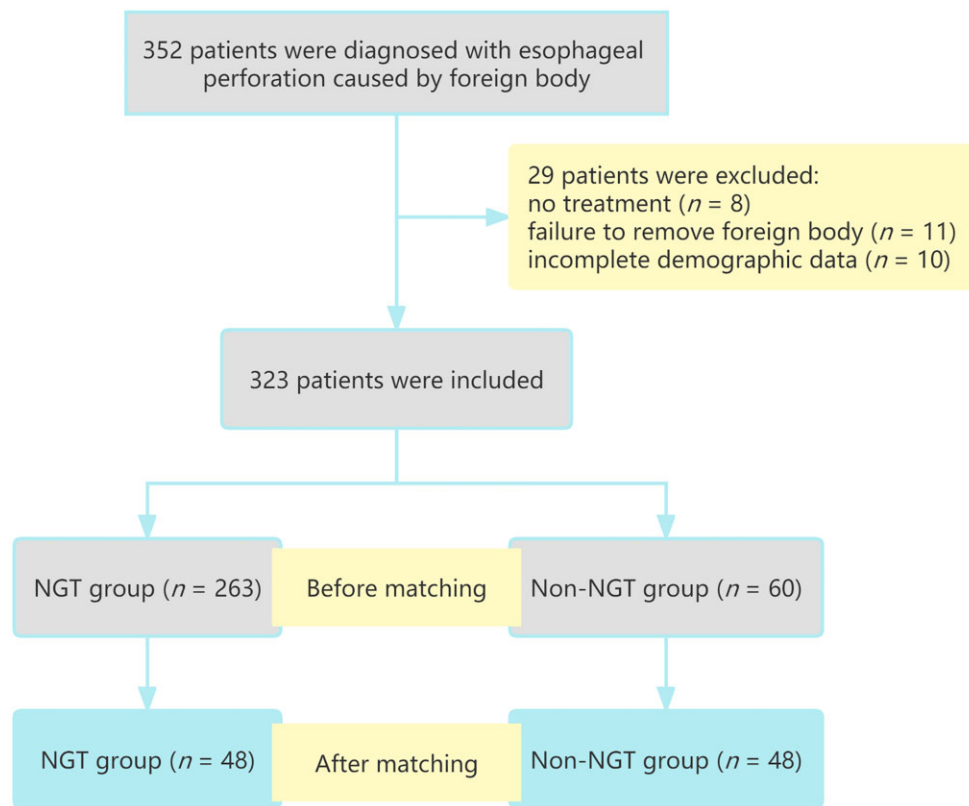 352 patients were diagnosed with esophageal
perforation caused by foreign body
29 patients were excluded:
no treatment (n = 8)
failure to remove foreign body (n = 11)
incomplete demographic data (n = 10)
323 patients were included
NGT group (n = 263)
Before matching
Non-NGT group (n = 60)
NGT group (n = 48)
After matching
Non-NGT group (n = 48)